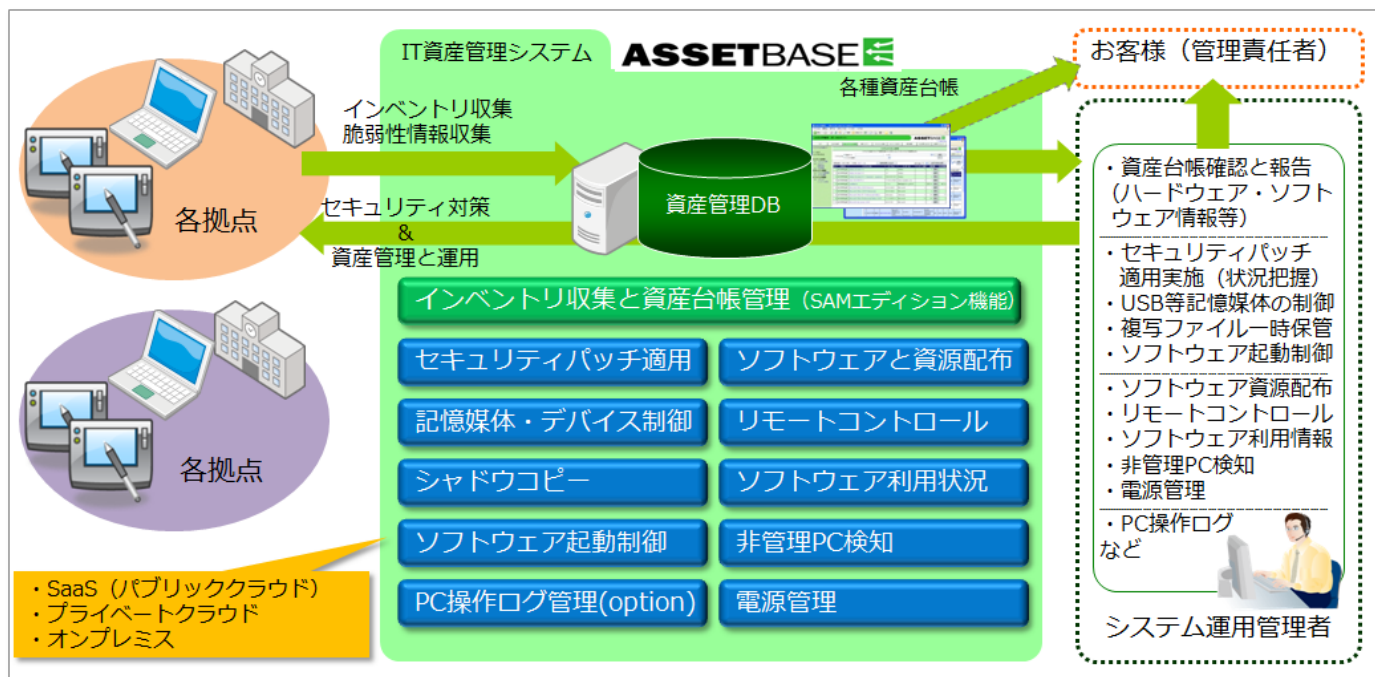 IT資産管理システム
ASSETBASE
お客様（管理責任者）
各種資産台帳
インベントリ収集
脆弱性情報収集
資産管理DB
各拠点
セキュリティ対策
&
資産管理と運用
・資産台帳確認と報告
（ハードウェア・ソフト
ウェア情報等）
・セキュリティパッチ
適用実施（状況把握）
・USB等記憶媒体の制御
・複写ファイル一時保管
・ソフトウェア起動制御
・ソフトウェア資源配布
・リモートコントロール
・ソフトウェア利用情報
・非管理PC検知
・電源管理
・PC操作ログ
など
システム運用管理者
インベントリ収集と資産台帳管理（SAMエディション機能）
セキュリティパッチ適用
ソフトウェアと資源配布
記憶媒体・デバイス制御
リモートコントロール
シャドウコピー
ソフトウェア利用状況
ソフトウェア起動制御
非管理PC検知
PC操作ログ管理(option)
電源管理
各拠点
・SaaS（パブリッククラウド）
・プライベートクラウド
・オンプレミス